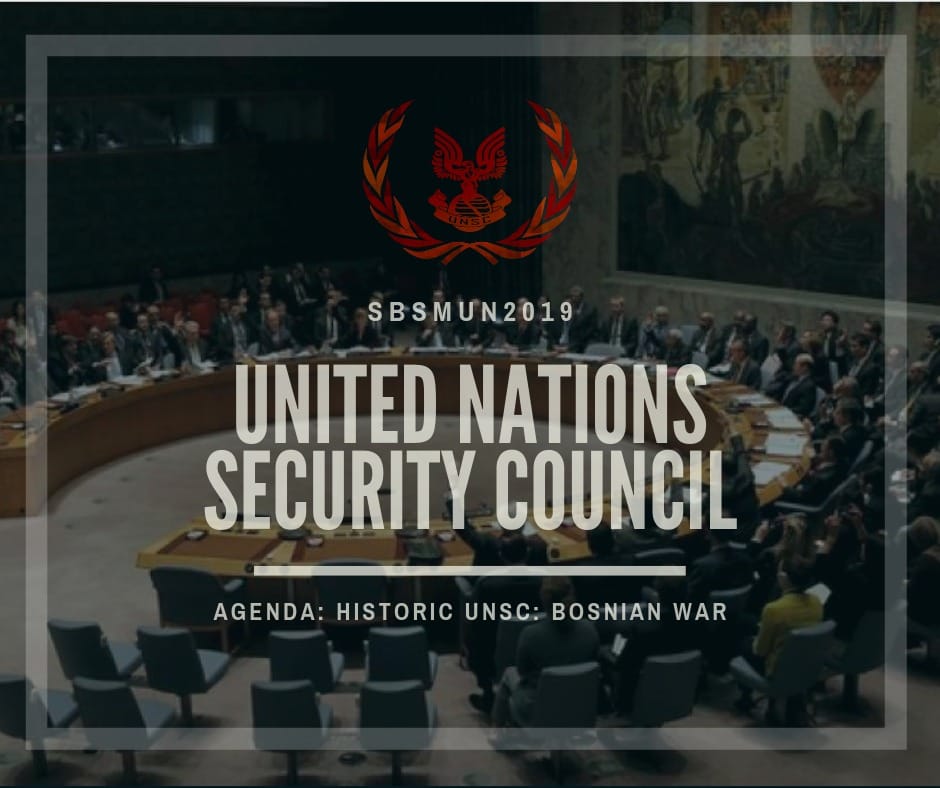 UNSC
SBSMUN2019
UNITED NATIONS
SECURITY COUNCIL
AGENDA: HISTORIC UNSC: BOSNIAN WAR